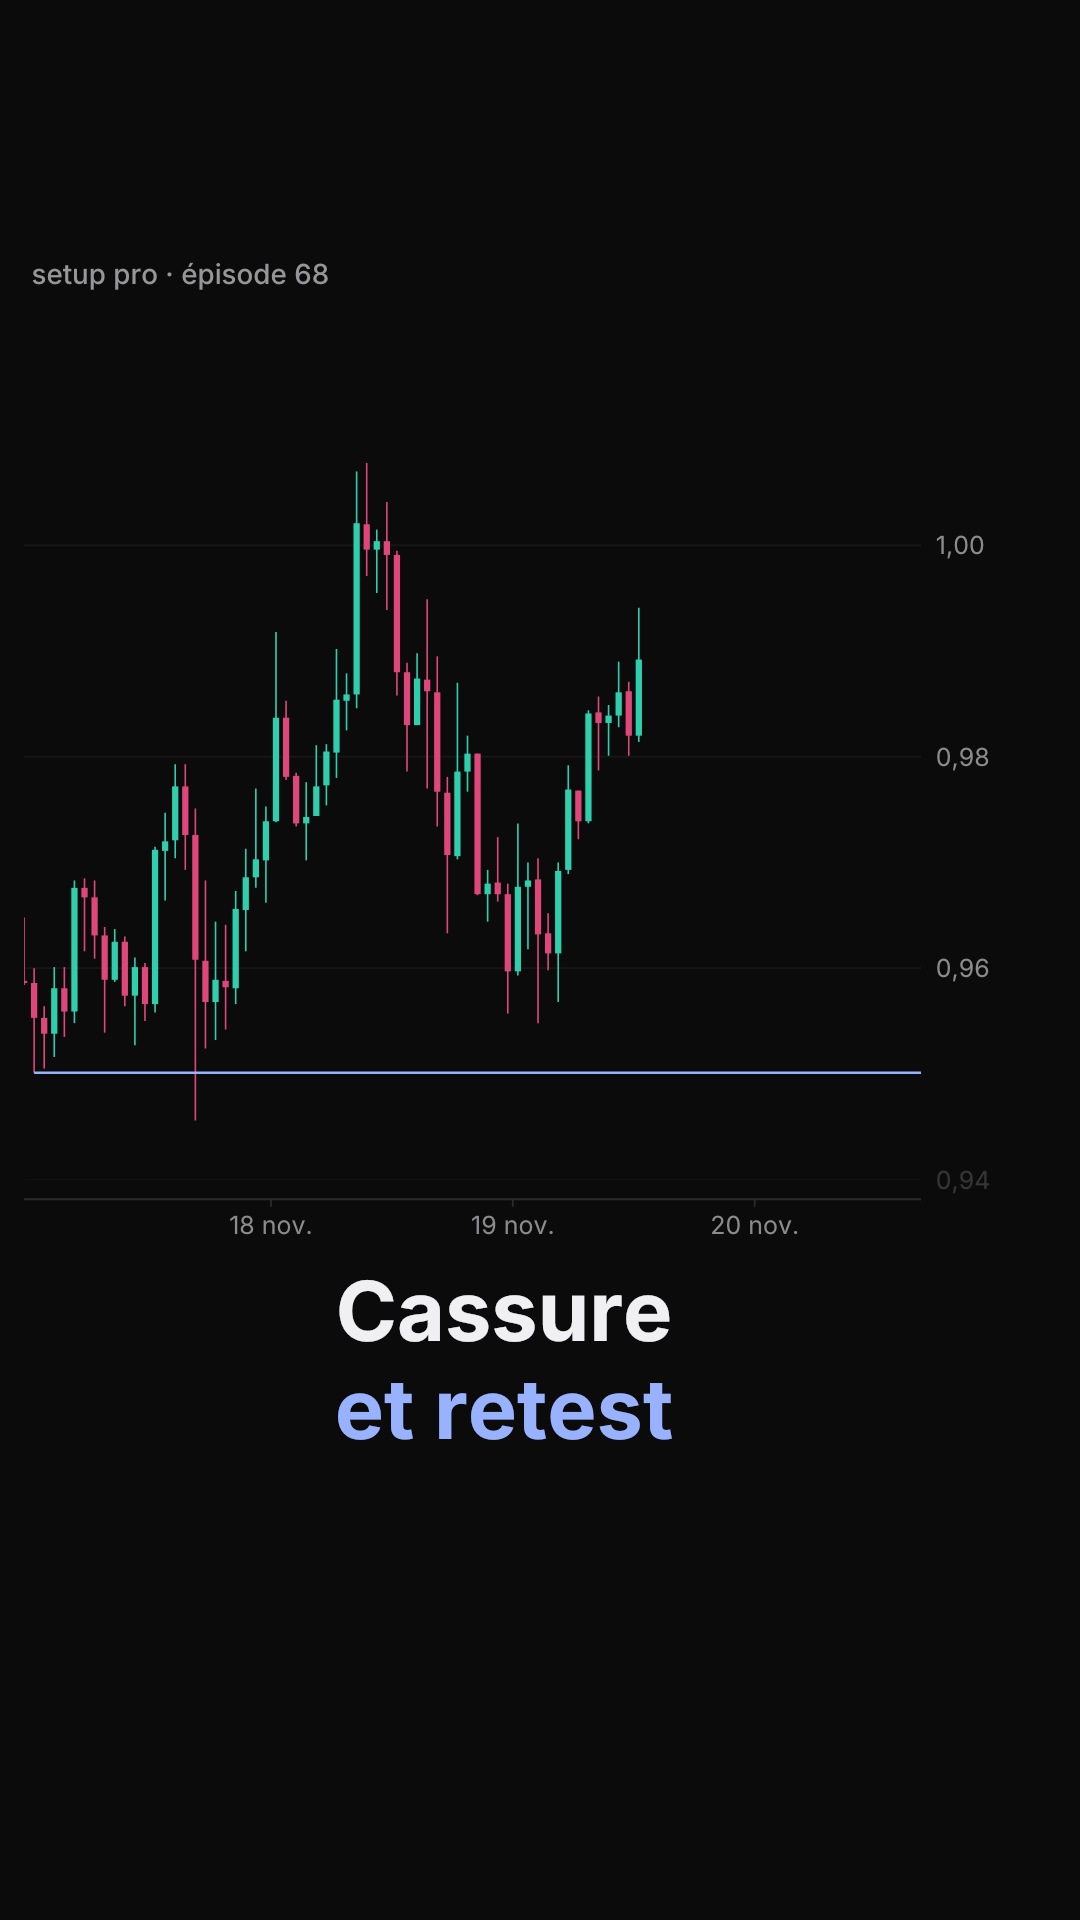 setup pro · épisode 68
1,00
0,98
0,96
0,94
18 nov. 19 nov. 20 nov.
Cassure
et retest